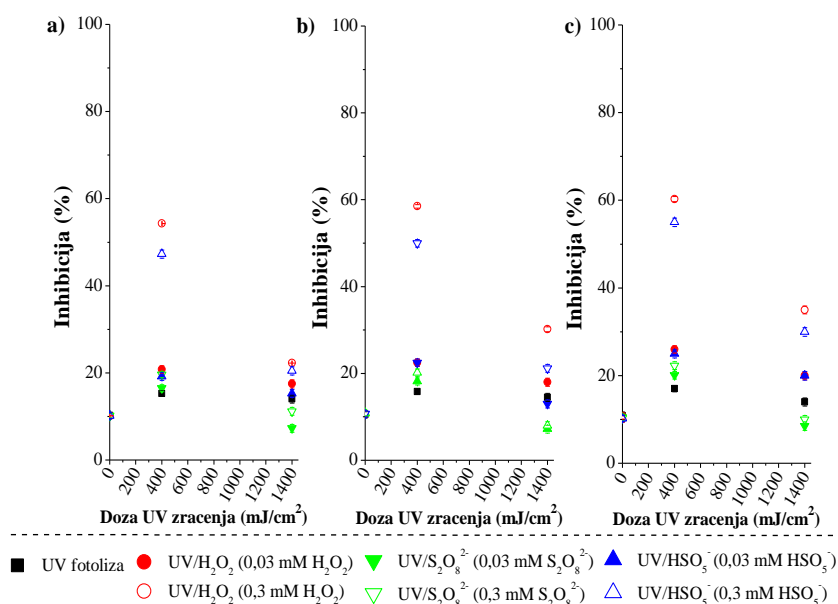 a)
b)
c)
100
80
60
40
20
0
Inhibicija (%)
0 200 400 600 800 1000 1200 1400
Doza UV zracenja (mJ/cm²)
100
80
60
40
20
0
Inhibicija (%)
0 200 400 600 800 1000 1200 1400
Doza UV zracenja (mJ/cm²)
100
80
60
40
20
0
Inhibicija (%)
0 200 400 600 800 1000 1200 1400
Doza UV zracenja (mJ/cm²)
UV fotoliza
UV/H₂O₂ (0,03 mM H₂O₂)
UV/S₂O₈²⁻ (0,03 mM S₂O₈²⁻)
UV/HSO₅⁻ (0,03 mM HSO₅⁻)
UV/H₂O₂ (0,3 mM H₂O₂)
UV/S₂O₈²⁻ (0,3 mM S₂O₈²⁻)
UV/HSO₅⁻ (0,3 mM HSO₅⁻)